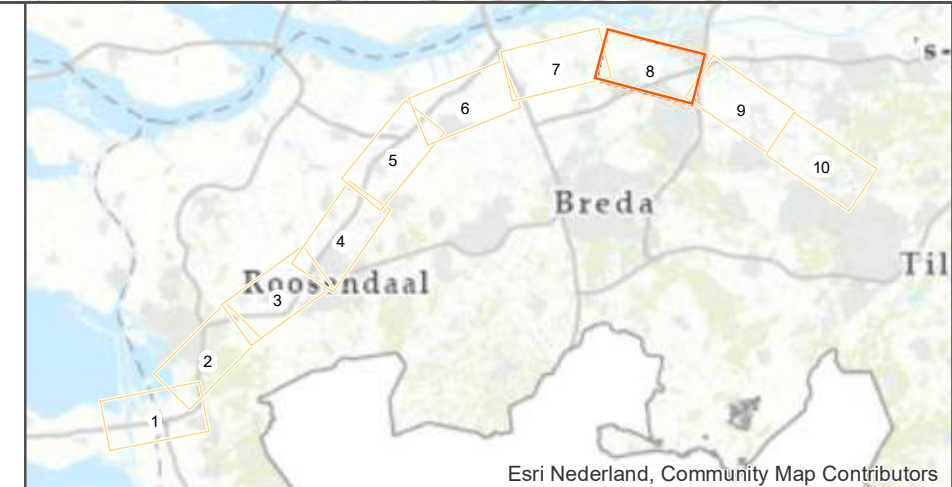 's-
7
8
6
9
5
10
Breda
4
Til
Roosendaal
3
2
1
Esri Nederland, Community Map Contributors